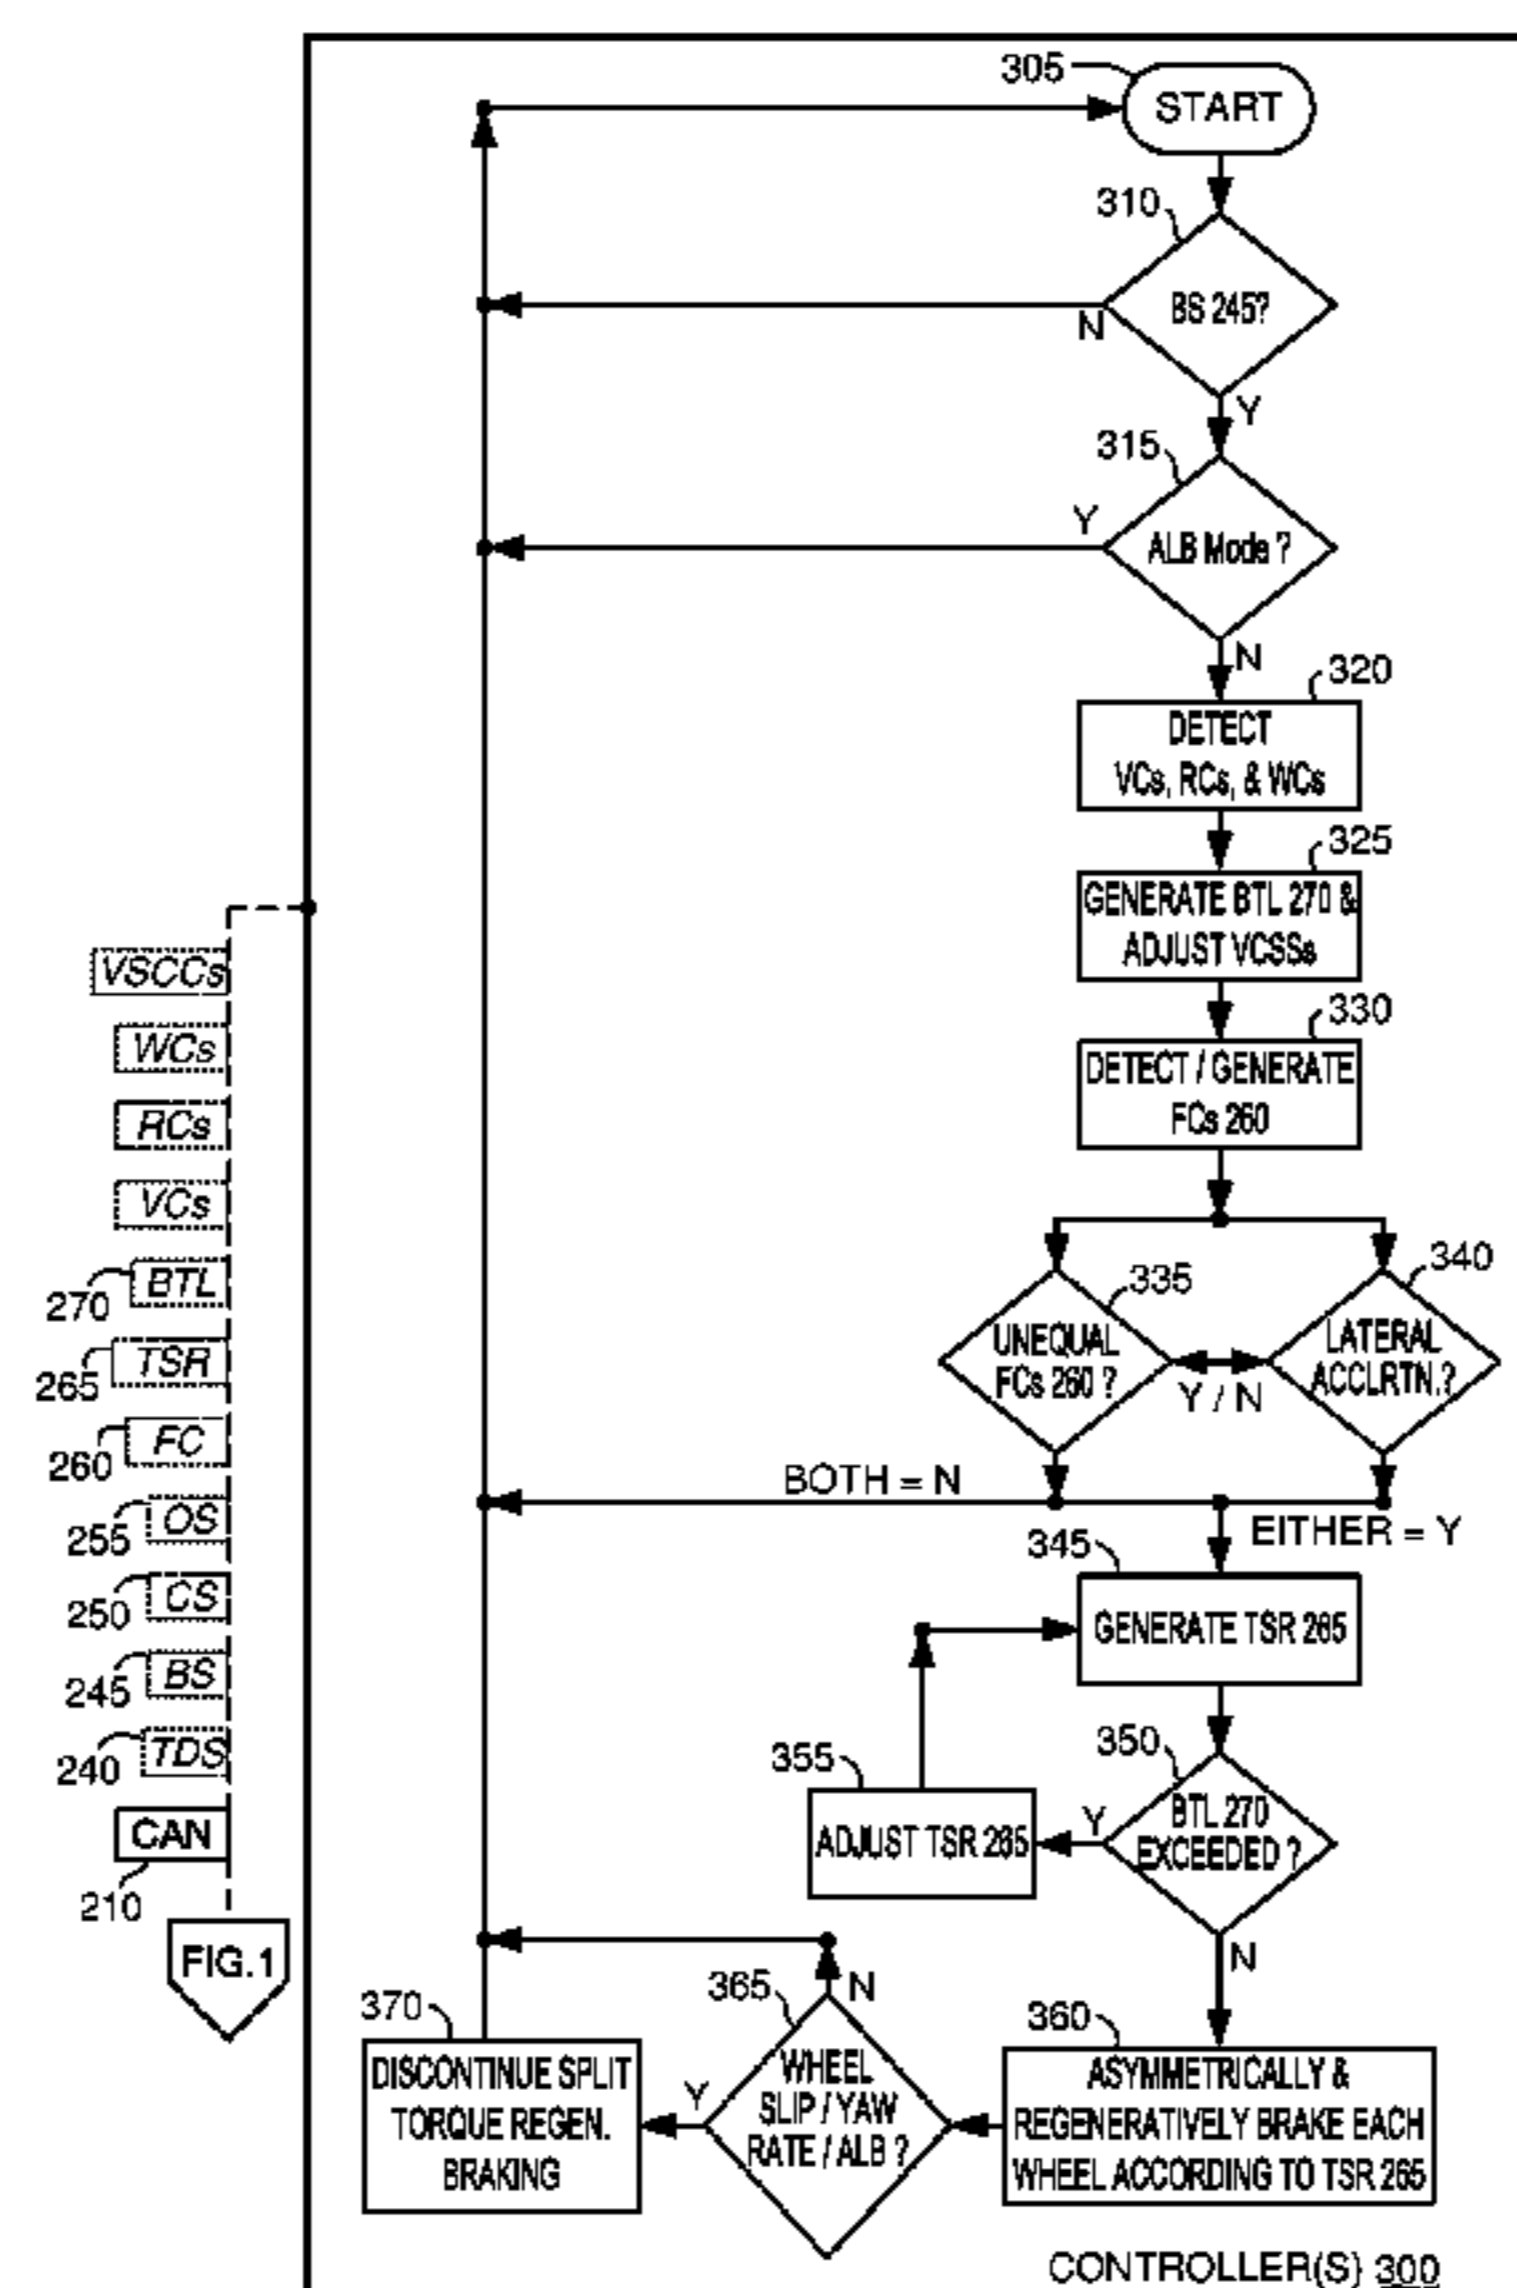 305
START
310
BS 245?
N
Y
315
Y
ALB Mode ?
N
320
DETECT
VCs, RCs, & WCs
325
GENERATE BTL 270 &
ADJUST VCSSs
330
DETECT / GENERATE
FCs 260
335
340
UNEQUAL
FCs 260 ?
Y / N
LATERAL
ACCLRTN.?
BOTH = N
EITHER = Y
345
GENERATE TSR 265
350
355
BTL 270
EXCEEDED ?
Y
ADJUST TSR 265
N
360
ASYMMETRICALLY &
REGENERATIVELY BRAKE EACH
WHEEL ACCORDING TO TSR 265
365
N
WHEEL
SLIP / YAW
RATE / ALB ?
Y
370
DISCONTINUE SPLIT
TORQUE REGEN.
BRAKING
CONTROLLER(S) 300
VSCCs
WCs
RCs
VCs
BTL
270
TSR
265
FC
260
OS
255
CS
250
BS
245
TDS
240
CAN
210
FIG.1